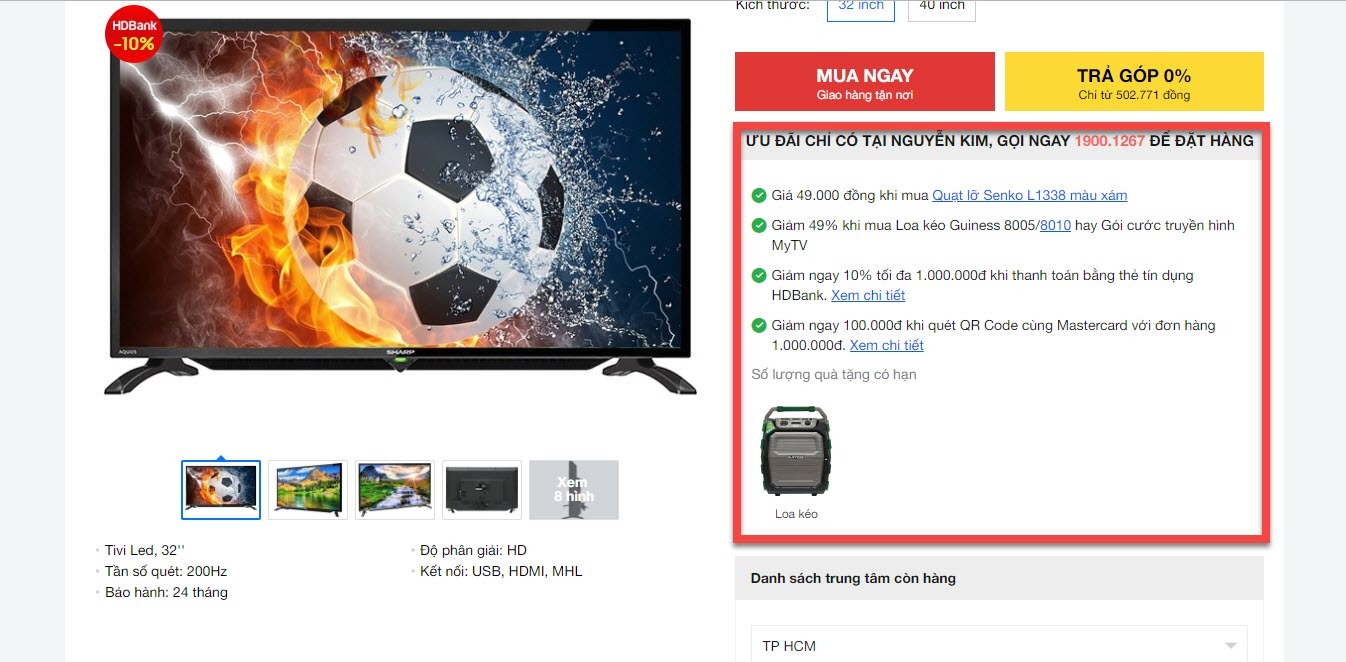 Kích thước:
32 inch
40 inch
HDBank
-10%
MUA NGAY
Giao hàng tận nơi
TRẢ GÓP 0%
Chỉ từ 502.771 đồng
ƯU ĐÃI CHỈ CÓ TẠI NGUYỄN KIM, GỌI NGAY 1900.1267 ĐỂ ĐẶT HÀNG
Giá 49.000 đồng khi mua Quạt lỡ Senko L1338 màu xám
Giảm 49% khi mua Loa kéo Guiness 8005/8010 hay Gói cước truyền hình
MyTV
Giảm ngay 10% tối đa 1.000.000đ khi thanh toán bằng thẻ tín dụng
HDBank. Xem chi tiết
Giảm ngay 100.000đ khi quét QR Code cùng Mastercard với đơn hàng
1.000.000đ. Xem chi tiết
Số lượng quà tặng có hạn
Loa kéo
AQUOS
SHARP
Xem
8 hình
Tivi Led, 32''
Tần số quét: 200Hz
Bảo hành: 24 tháng
Độ phân giải: HD
Kết nối: USB, HDMI, MHL
Danh sách trung tâm còn hàng
TP HCM